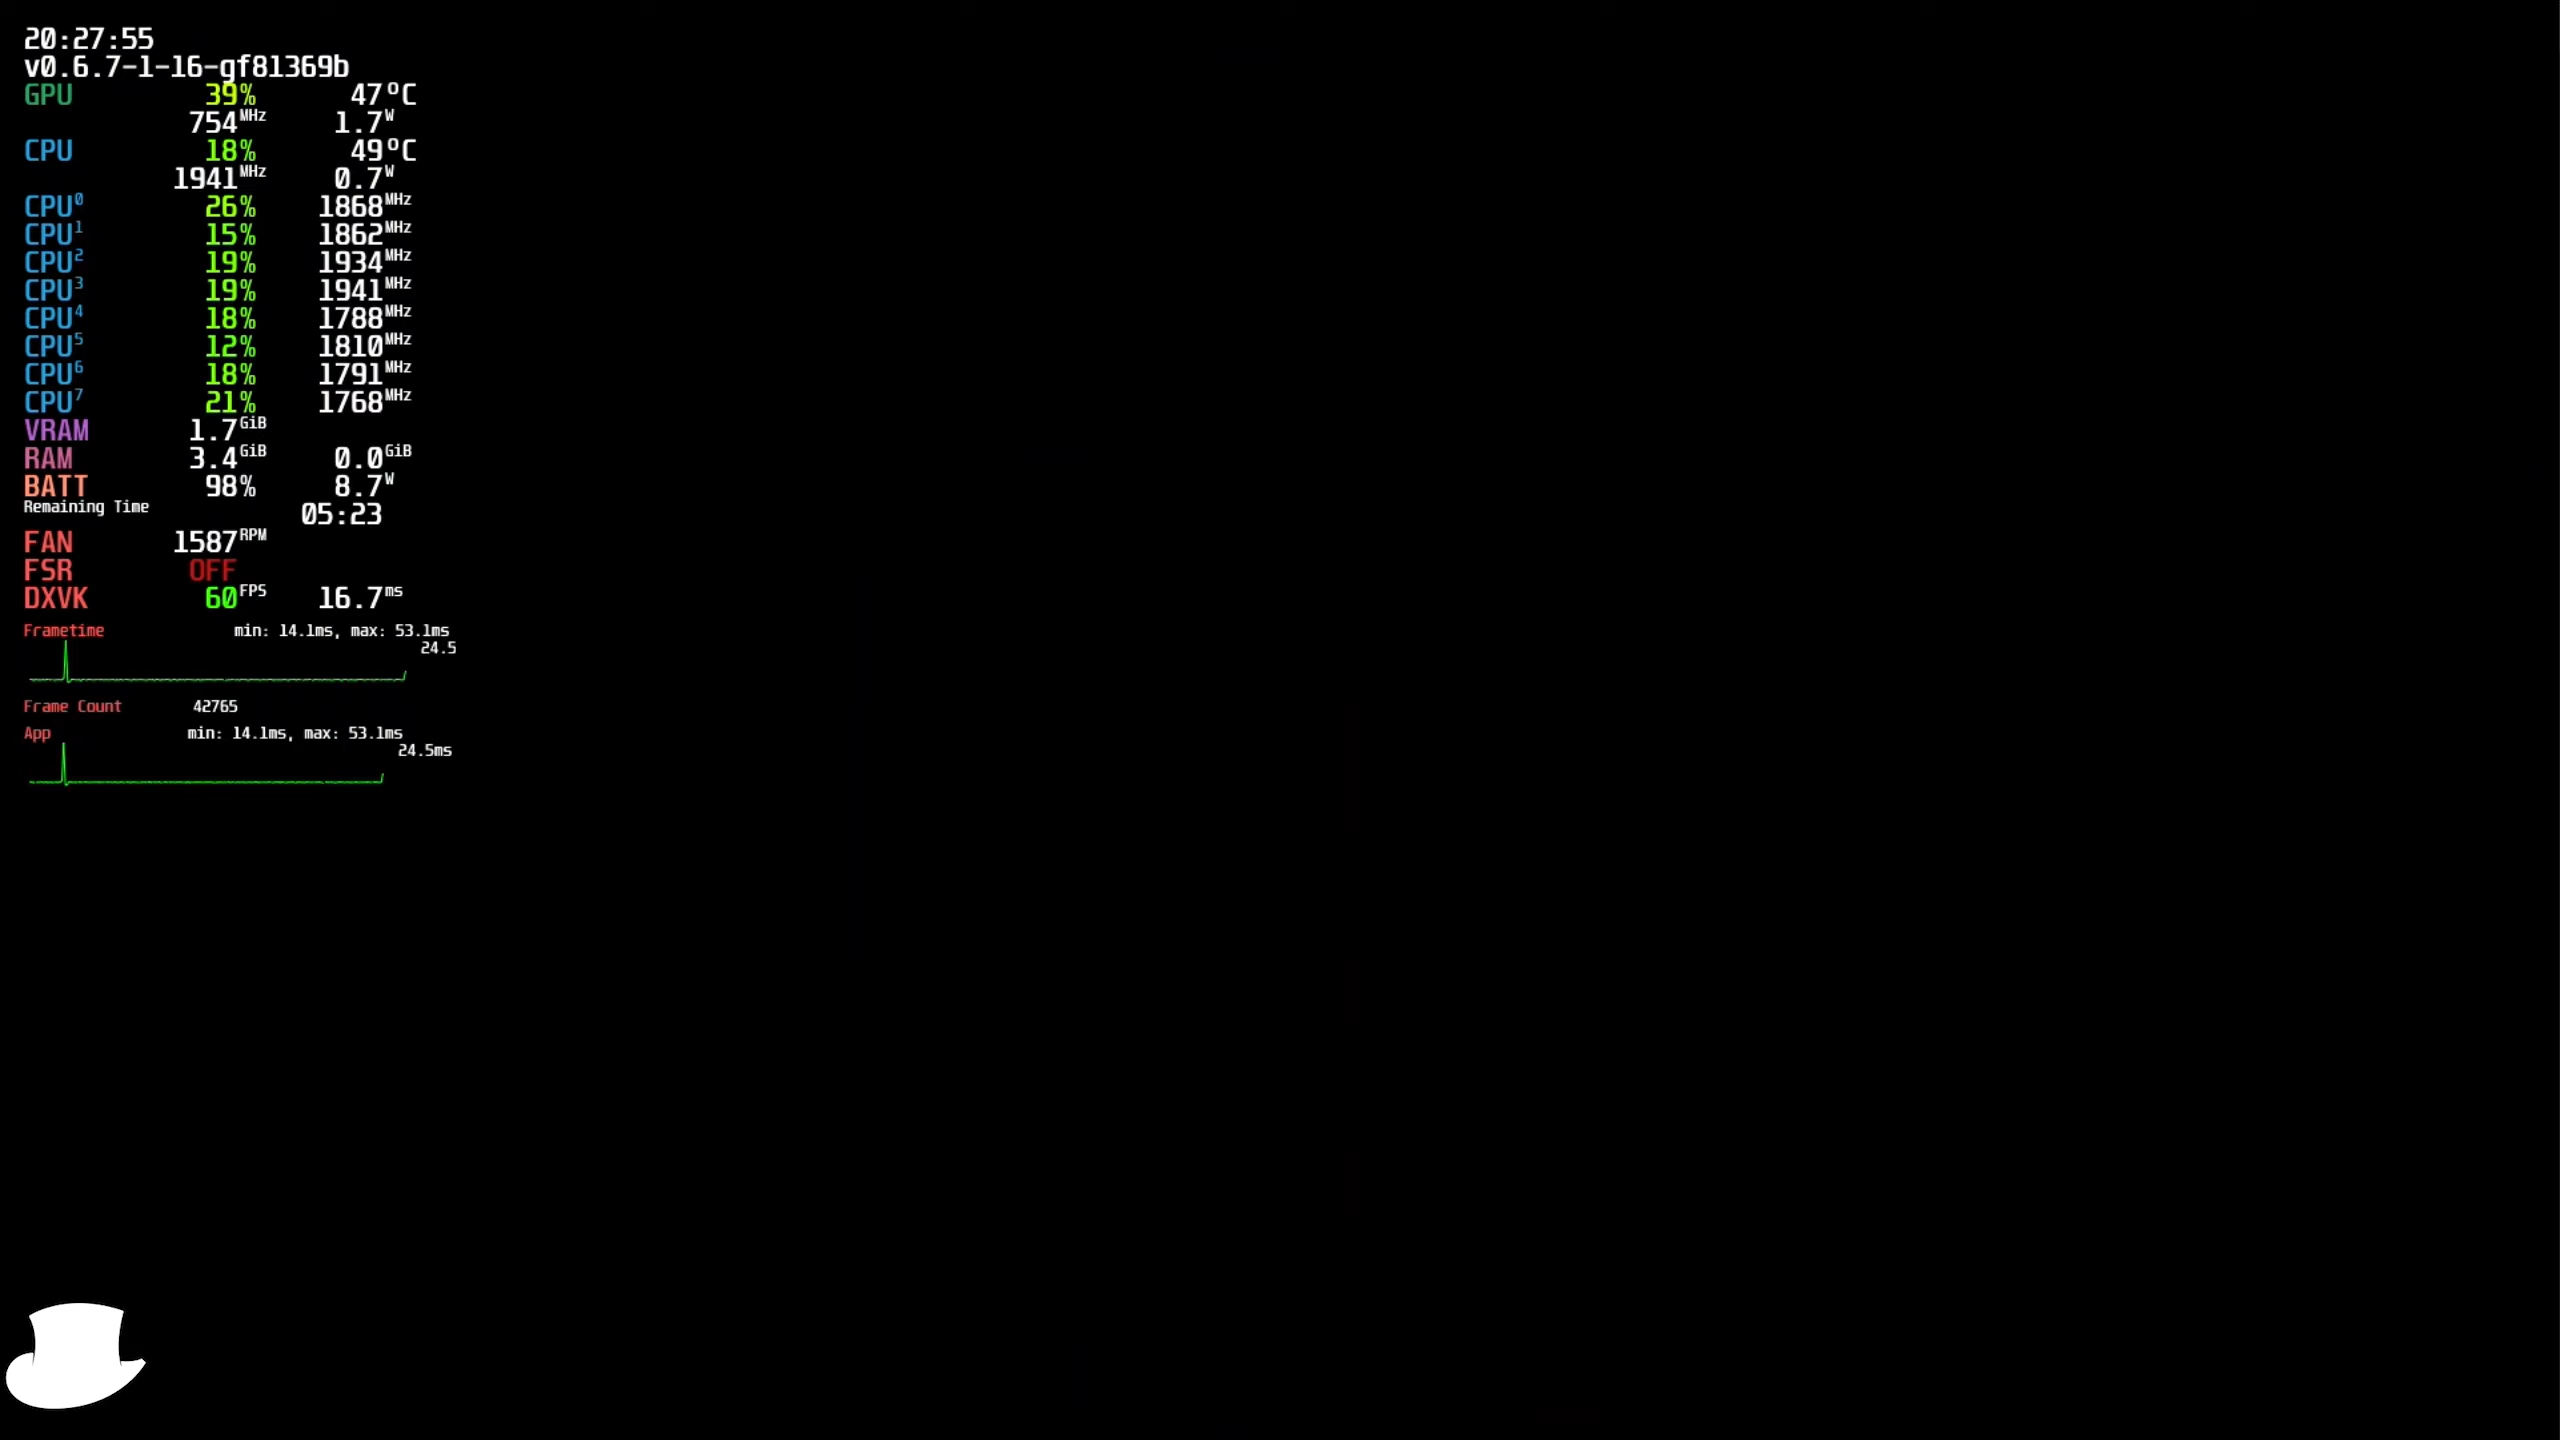 20:27:55
v0.6.7-1-16-gf81369b
GPU 39% 47°C
754MHz 1.7W
CPU 18% 49°C
1941MHz 0.7W
CPU0 26% 1868MHz
CPU1 15% 1862MHz
CPU2 19% 1934MHz
CPU3 19% 1941MHz
CPU4 18% 1788MHz
CPU5 12% 1810MHz
CPU6 18% 1791MHz
CPU7 21% 1768MHz
VRAM 1.7GiB
RAM 3.4GiB 0.0GiB
BATT 98% 8.7W
Remaining Time 05:23
FAN 1587RPM
FSR OFF
DXVK 60FPS 16.7ms
Frametime min: 14.1ms, max: 53.1ms
24.5
Frame Count 42765
App min: 14.1ms, max: 53.1ms
24.5ms